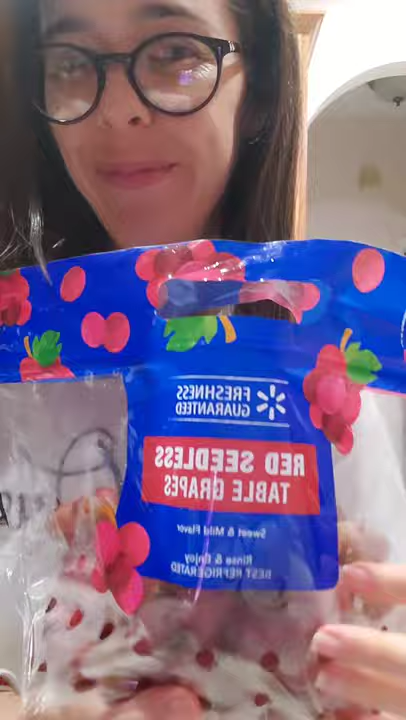 FRESHNESS
GUARANTEED
RED SEEDLESS
TABLE GRAPES
Sweet & Mild Flavor
Rinse & Enjoy
BEST REFRIGERATED